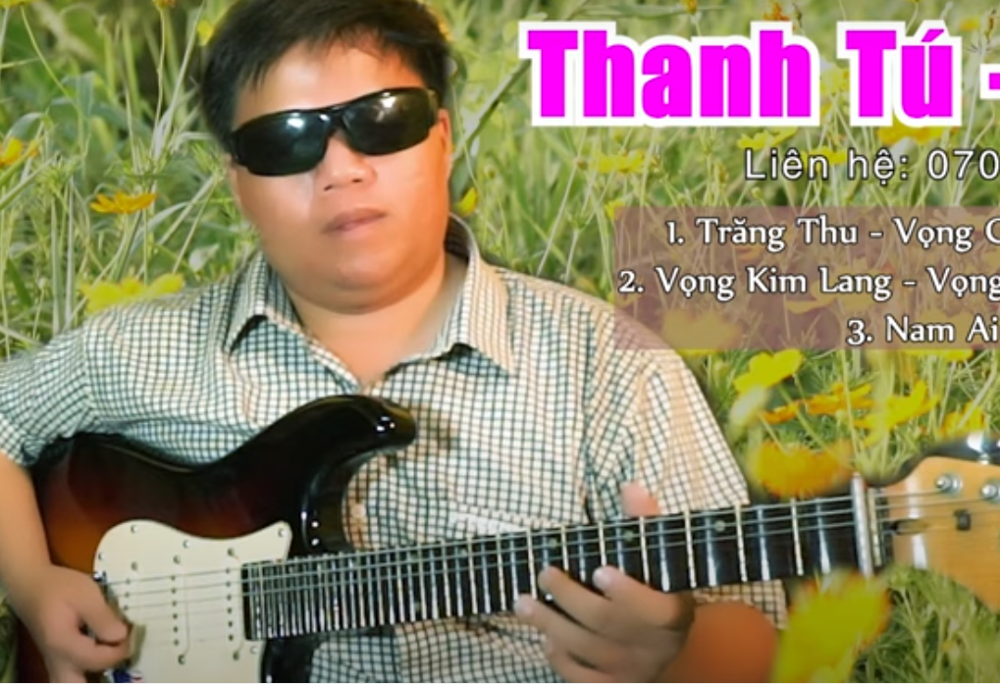 Thanh Tú -
Liên hệ: 070
1. Trăng Thu - Vọng C
2. Vọng Kim Lang - Vọng
3. Nam Ai